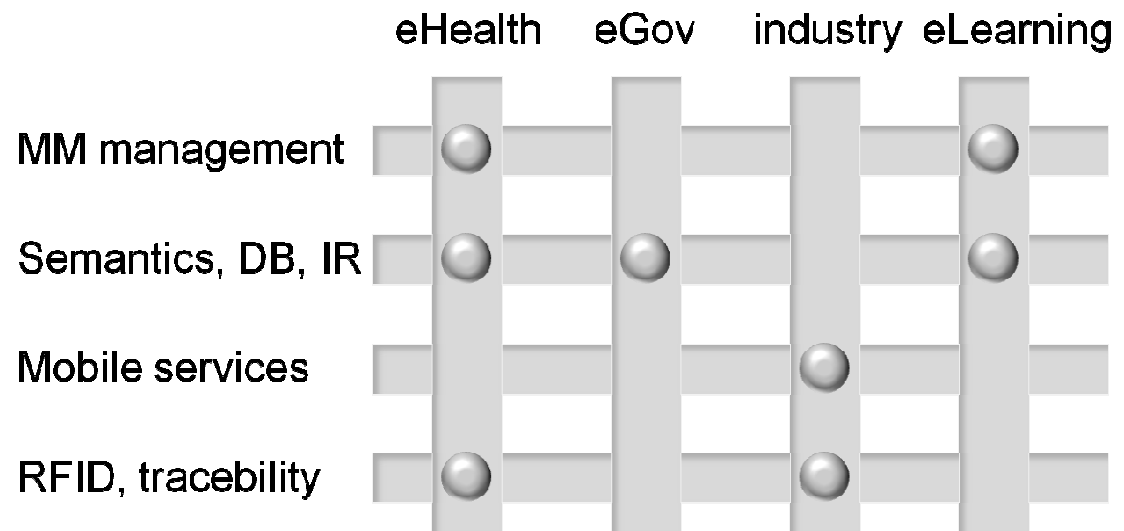 eHealth eGov industry eLearning
MM management
Semantics, DB, IR
Mobile services
RFID, tracebility